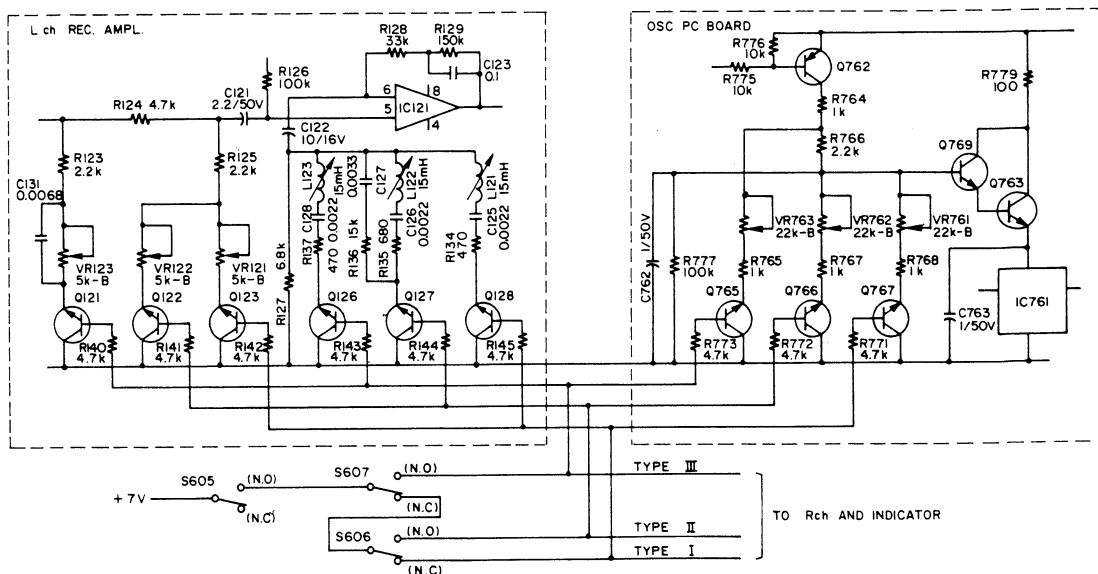 L ch REC. AMPL.
R128
33k
R129
150k
C123
0.1
R126
100k
C121
2.2/50V
R124 4.7k
6
8
IC121
5
4
C122
10/16V
R123
2.2k
R125
2.2k
C131
0.0068
L123
15mH
C128
0.0022
R137
470
0.0033
C127
R136
15k
L122
15mH
C126
0.0022
R135
680
L121
15mH
C125
0.0022
R134
470
R127
6.8k
VR123
5k-B
VR122
5k-B
VR121
5k-B
Q121
Q122
Q123
Q126
Q127
Q128
R140
4.7k
R141
4.7k
R142
4.7k
R143
4.7k
R144
4.7k
R145
4.7k
OSC PC BOARD
R776
10k
R775
10k
Q762
R764
1k
R766
2.2k
R779
100
Q769
Q763
VR763
22k-B
VR762
22k-B
VR761
22k-B
C762 1/50V
R777
100k
R765
1k
R767
1k
R768
1k
Q765
Q766
Q767
R773
4.7k
R772
4.7k
R771
4.7k
C763
1/50V
IC761
+7V
S605
(N.O)
(N.C)
S607
(N.O)
(N.C)
S606
(N.O)
(N.C)
TYPE III
TYPE II
TYPE I
TO Rch AND INDICATOR